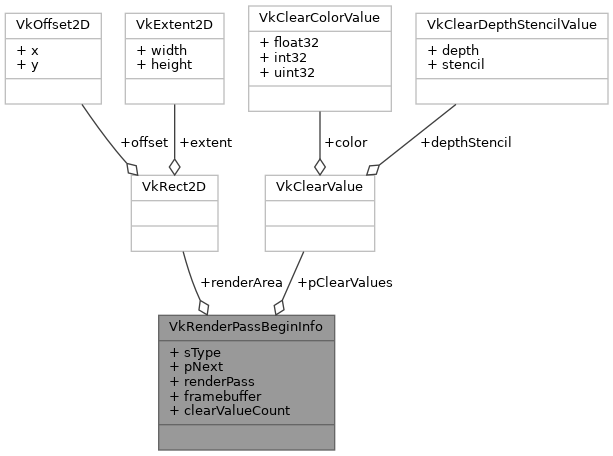 VkOffset2D
+ x
+ y
VkExtent2D
+ width
+ height
VkClearColorValue
+ float32
+ int32
+ uint32
VkClearDepthStencilValue
+ depth
+ stencil
+offset
+extent
+color
+depthStencil
VkRect2D
VkClearValue
+renderArea
+pClearValues
VkRenderPassBeginInfo
+ sType
+ pNext
+ renderPass
+ framebuffer
+ clearValueCount